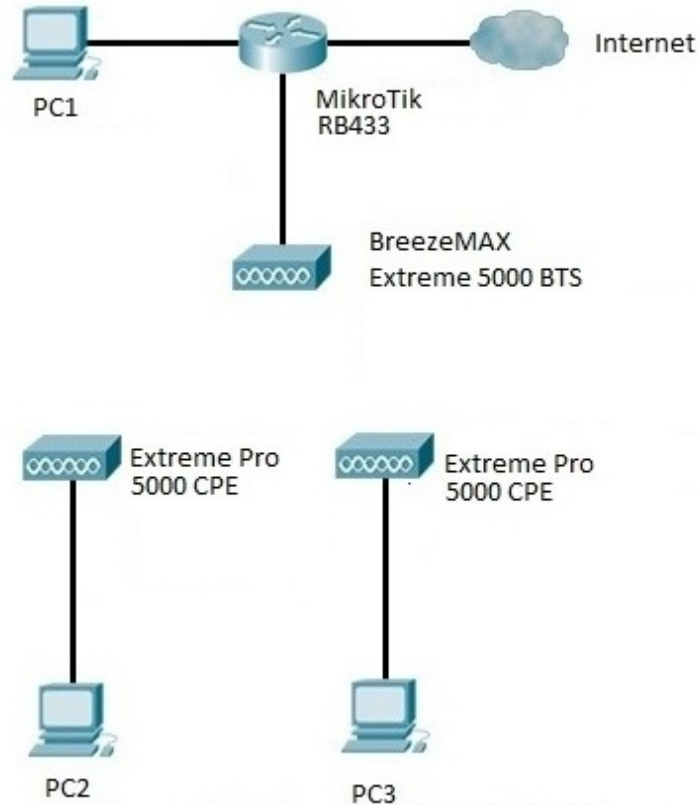 Internet
PC1
MikroTik
RB433
BreezeMAX
Extreme 5000 BTS
Extreme Pro
5000 CPE
Extreme Pro
5000 CPE
PC2
PC3